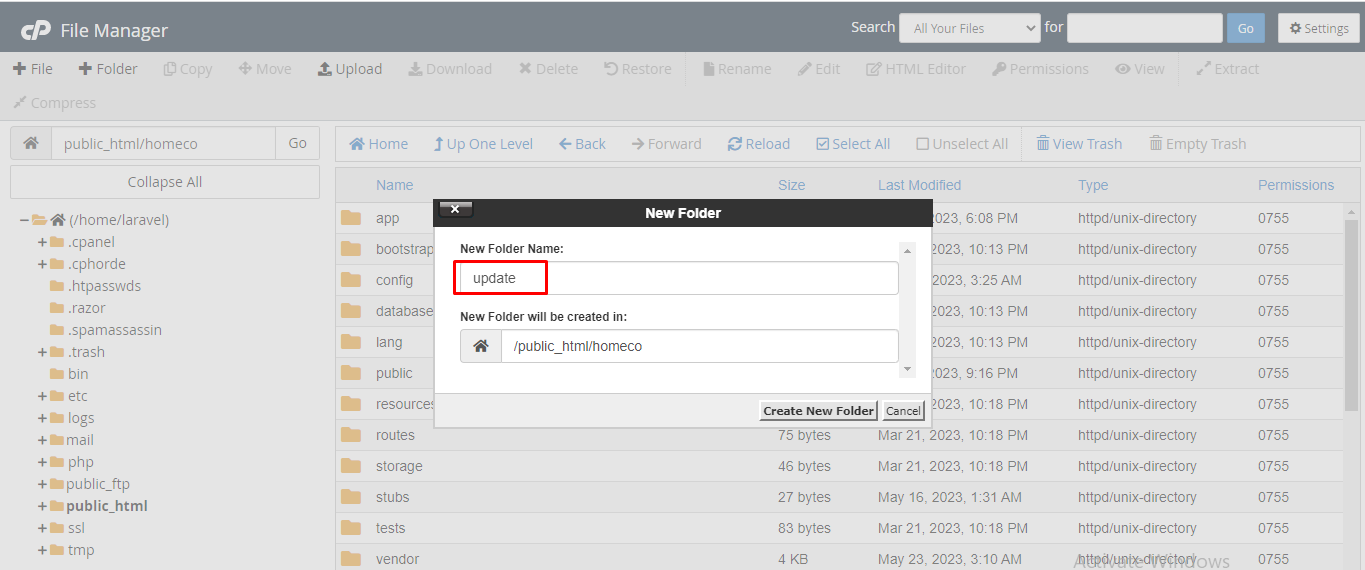 cP File Manager Search All Your Files for Go Settings
+ File + Folder Copy Move Upload Download Delete Restore Rename Edit HTML Editor Permissions View Extract
Compress
public_html/homeco Go
Collapse All
(/home/laravel)
.cpanel
.cphorde
.htpasswds
.razor
.spamassassin
.trash
bin
etc
logs
mail
php
public_ftp
public_html
ssl
tmp
Home Up One Level Back Forward Reload Select All Unselect All View Trash Empty Trash
Name Size Last Modified Type Permissions
app 2023, 6:08 PM httpd/unix-directory 0755
bootstrap 2023, 10:13 PM httpd/unix-directory 0755
config 2023, 3:25 AM httpd/unix-directory 0755
database 2023, 10:13 PM httpd/unix-directory 0755
lang 2023, 10:13 PM httpd/unix-directory 0755
public 2023, 9:16 PM httpd/unix-directory 0755
resources 2023, 10:18 PM httpd/unix-directory 0755
routes 75 bytes Mar 21, 2023, 10:18 PM httpd/unix-directory 0755
storage 46 bytes Mar 21, 2023, 10:18 PM httpd/unix-directory 0755
stubs 27 bytes May 16, 2023, 1:31 AM httpd/unix-directory 0755
tests 83 bytes Mar 21, 2023, 10:18 PM httpd/unix-directory 0755
vendor 4 KB May 23, 2023, 3:10 AM httpd/unix-directory 0755
New Folder
New Folder Name:
update
New Folder will be created in:
/public_html/homeco
Create New Folder Cancel
Activate Windows